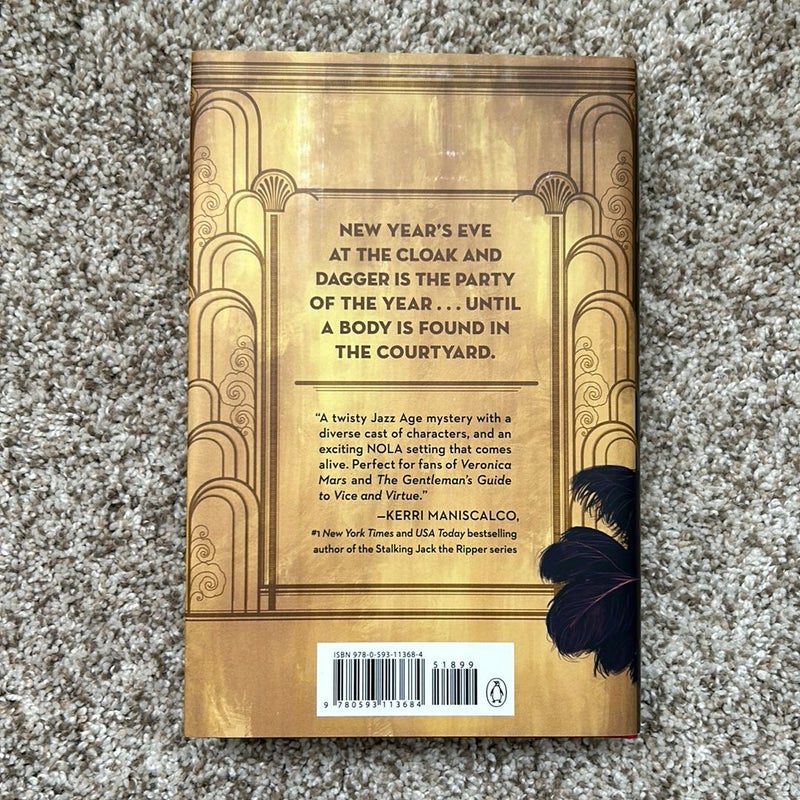 NEW YEAR'S EVE
AT THE CLOAK AND
DAGGER IS THE PARTY
OF THE YEAR . . . UNTIL
A BODY IS FOUND IN
THE COURTYARD.
"A twisty Jazz Age mystery with a
diverse cast of characters, and an
exciting NOLA setting that comes
alive. Perfect for fans of Veronica
Mars and The Gentleman's Guide
to Vice and Virtue."
—KERRI MANISCALCO,
#1 New York Times and USA Today bestselling
author of the Stalking Jack the Ripper series
ISBN 978-0-593-11368-4
51899
9 780593 113684